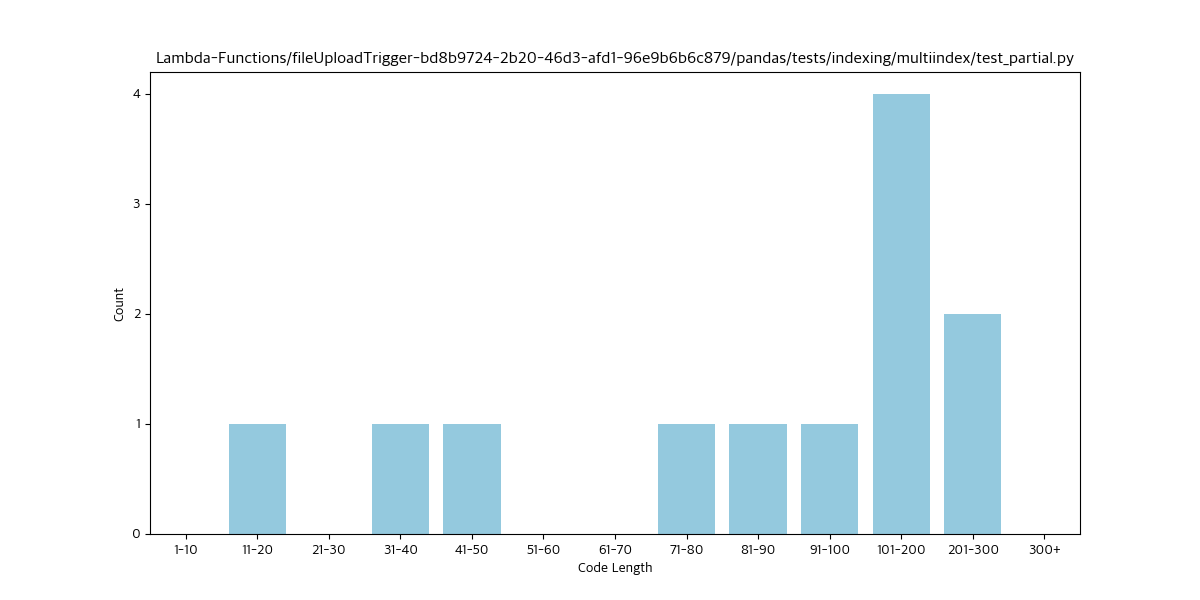 Lambda-Functions/fileUploadTrigger-bd8b9724-2b20-46d3-afd1-96e9b6b6c879/pandas/tests/indexing/multiindex/test_partial.py
4
3
2
1
0
Count
1-10 11-20 21-30 31-40 41-50 51-60 61-70 71-80 81-90 91-100 101-200 201-300 300+
Code Length